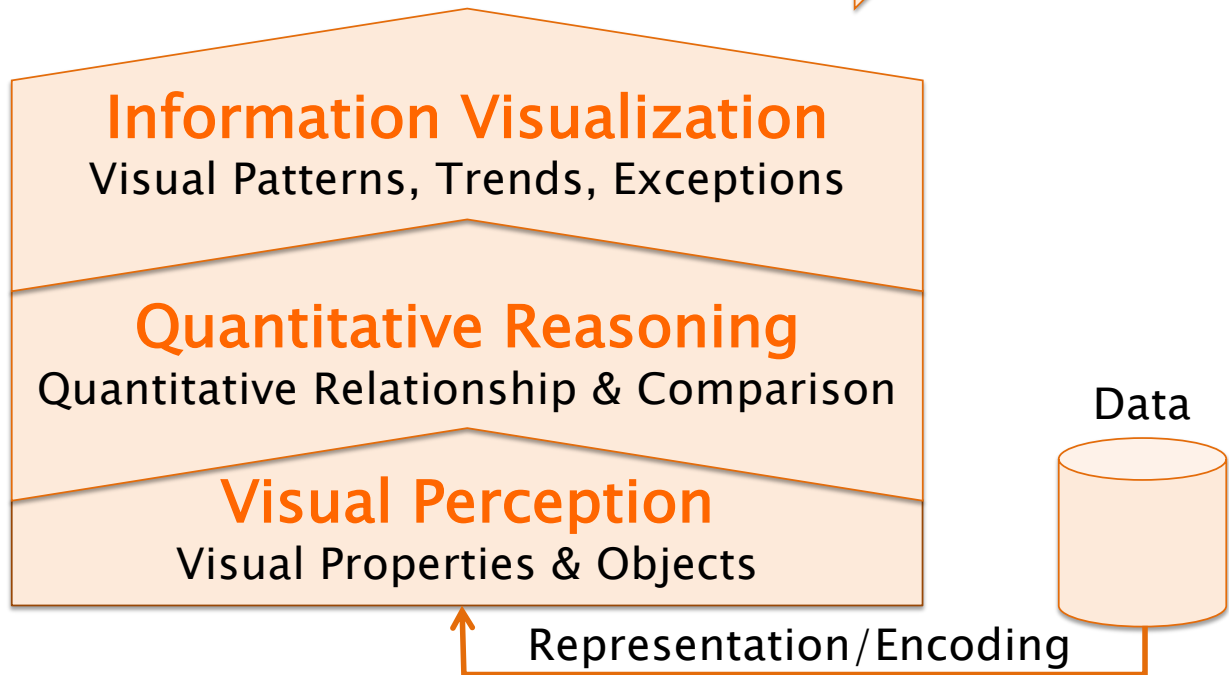 Information Visualization
Visual Patterns, Trends, Exceptions
Quantitative Reasoning
Quantitative Relationship & Comparison
Data
Visual Perception
Visual Properties & Objects
Representation/Encoding